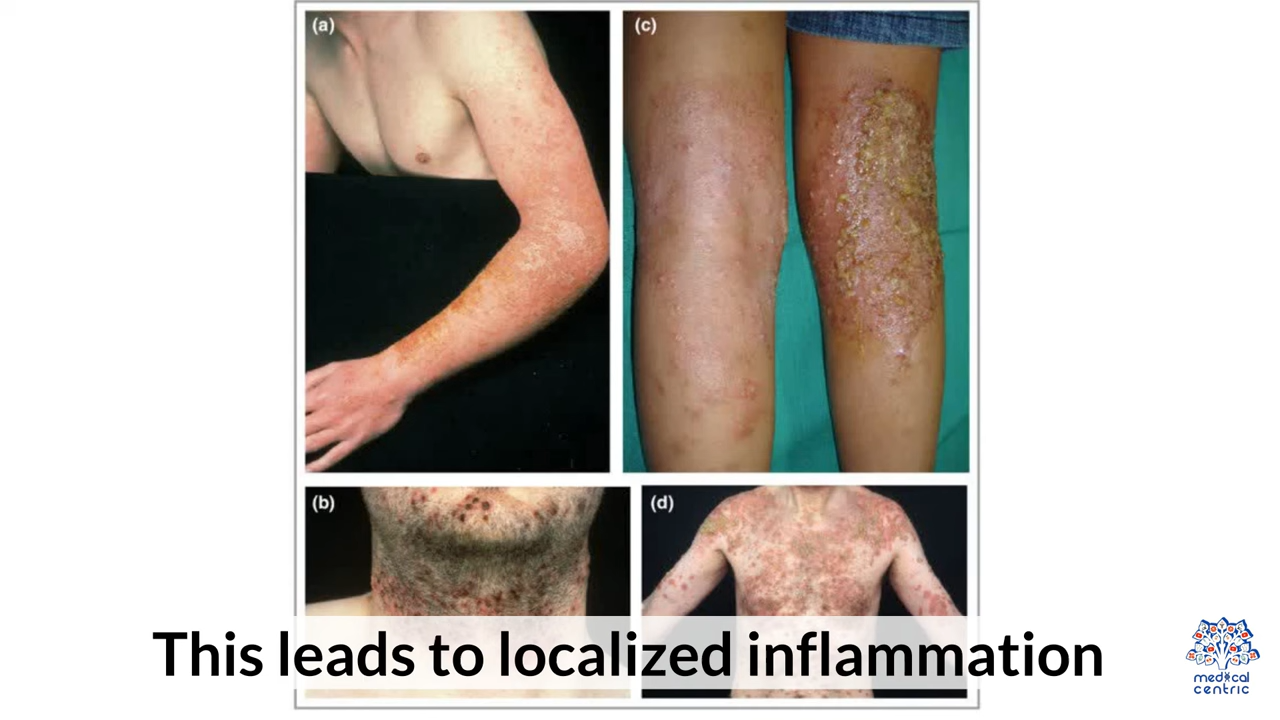 (a)
(c)
(b)
(d)
This leads to localized inflammation
medical
centric